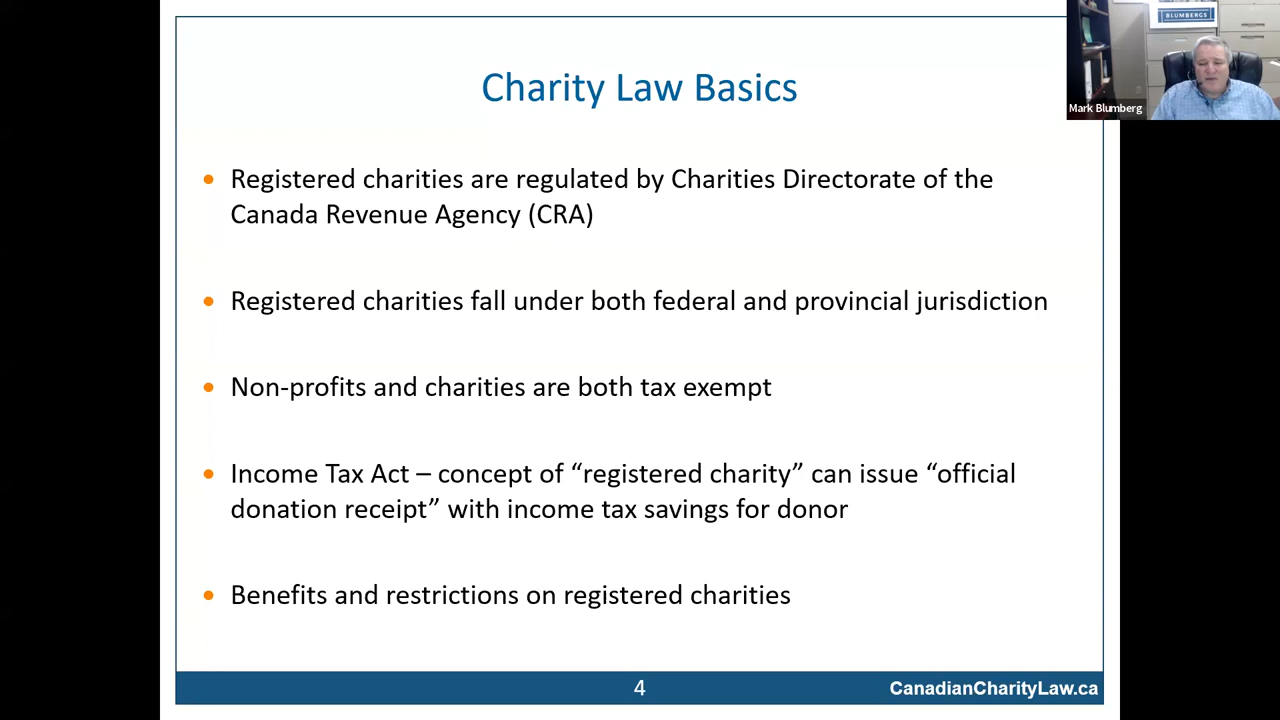 BLUMBERGS
Mark Blumberg
Charity Law Basics
• Registered charities are regulated by Charities Directorate of the
Canada Revenue Agency (CRA)
• Registered charities fall under both federal and provincial jurisdiction
• Non-profits and charities are both tax exempt
• Income Tax Act – concept of “registered charity” can issue “official
donation receipt” with income tax savings for donor
• Benefits and restrictions on registered charities
4
CanadianCharityLaw.ca